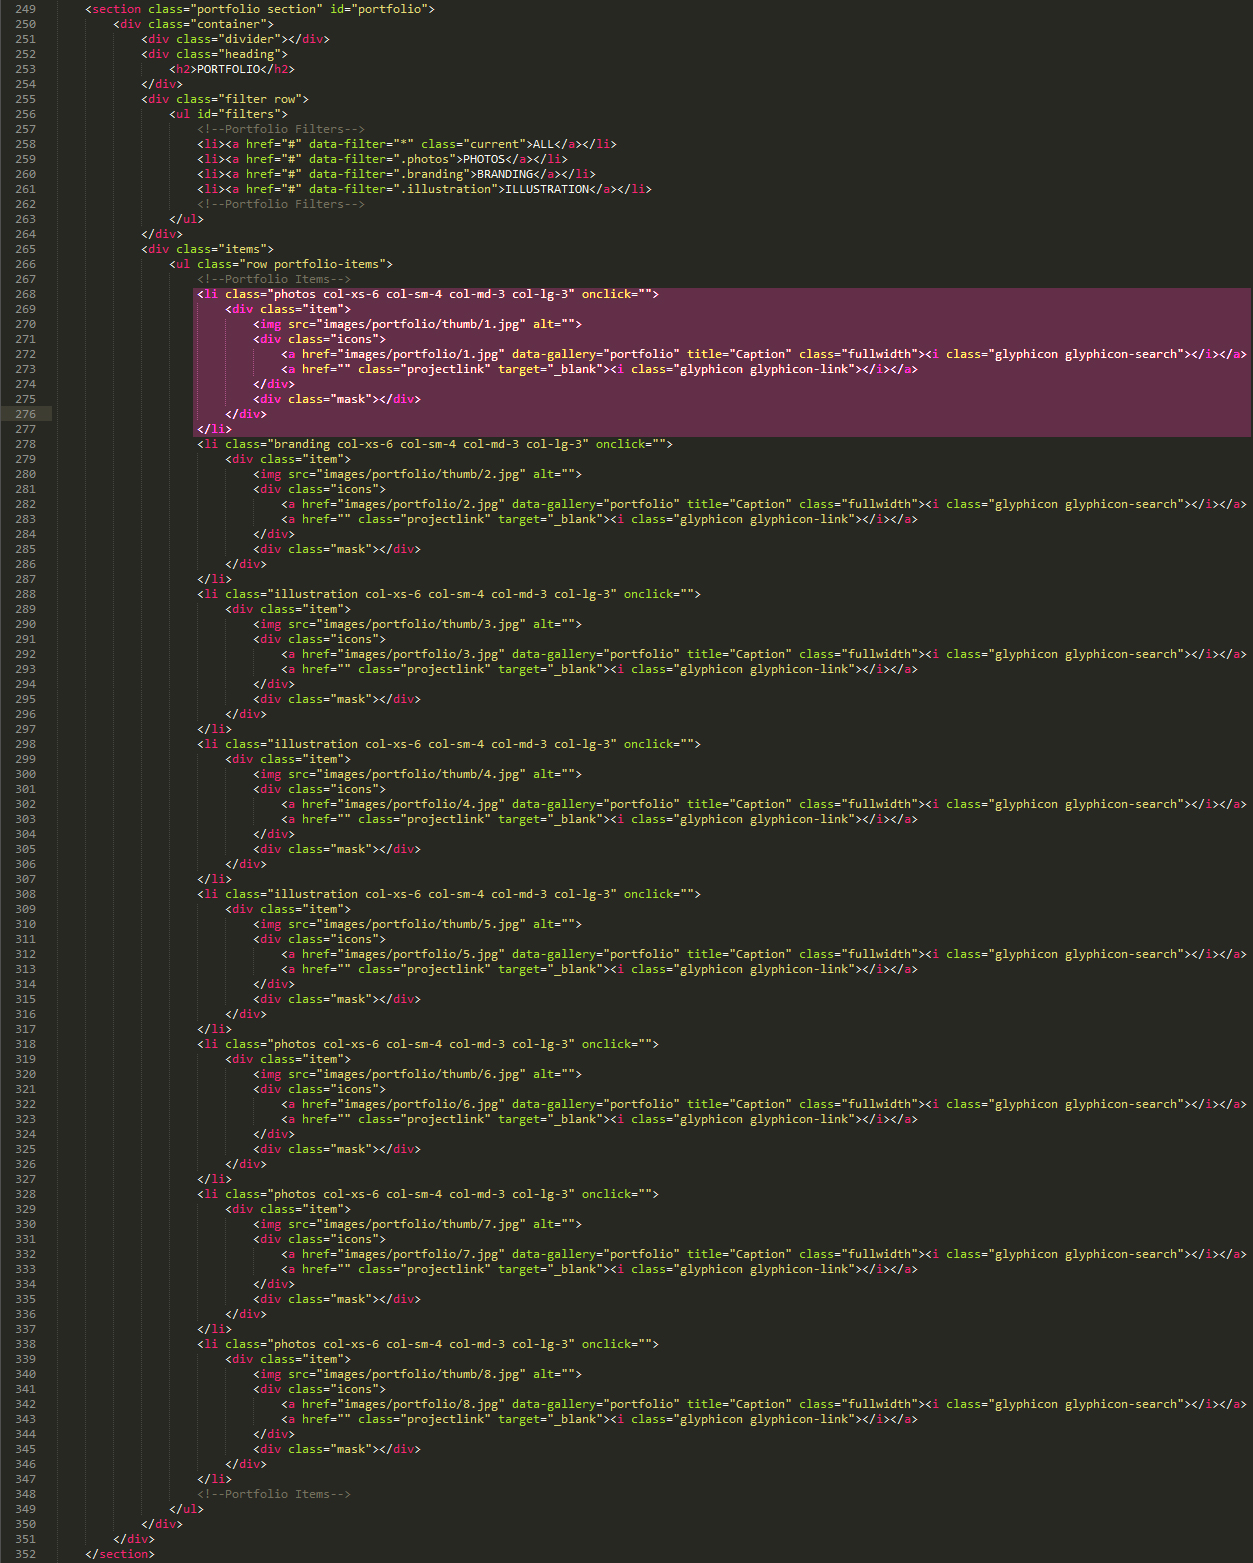 249 <section class="portfolio section" id="portfolio">
250 <div class="container">
251 <div class="divider"></div>
252 <div class="heading">
253 <h2>PORTFOLIO</h2>
254 </div>
255 <div class="filter row">
256 <ul id="filters">
257 <!--Portfolio Filters-->
258 <li><a href="#" data-filter="*" class="current">ALL</a></li>
259 <li><a href="#" data-filter=".photos">PHOTOS</a></li>
260 <li><a href="#" data-filter=".branding">BRANDING</a></li>
261 <li><a href="#" data-filter=".illustration">ILLUSTRATION</a></li>
262 <!--Portfolio Filters-->
263 </ul>
264 </div>
265 <div class="items">
266 <ul class="row portfolio-items">
267 <!--Portfolio Items-->
268 <li class="photos col-xs-6 col-sm-4 col-md-3 col-lg-3" onclick="">
269 <div class="item">
270 <img src="images/portfolio/thumb/1.jpg" alt="">
271 <div class="icons">
272 <a href="images/portfolio/1.jpg" data-gallery="portfolio" title="Caption" class="fullwidth"><i class="glyphicon glyphicon-search"></i></a>
273 <a href="" class="projectlink" target="_blank"><i class="glyphicon glyphicon-link"></i></a>
274 </div>
275 <div class="mask"></div>
276 </div>
277 </li>
278 <li class="branding col-xs-6 col-sm-4 col-md-3 col-lg-3" onclick="">
279 <div class="item">
280 <img src="images/portfolio/thumb/2.jpg" alt="">
281 <div class="icons">
282 <a href="images/portfolio/2.jpg" data-gallery="portfolio" title="Caption" class="fullwidth"><i class="glyphicon glyphicon-search"></i></a>
283 <a href="" class="projectlink" target="_blank"><i class="glyphicon glyphicon-link"></i></a>
284 </div>
285 <div class="mask"></div>
286 </div>
287 </li>
288 <li class="illustration col-xs-6 col-sm-4 col-md-3 col-lg-3" onclick="">
289 <div class="item">
290 <img src="images/portfolio/thumb/3.jpg" alt="">
291 <div class="icons">
292 <a href="images/portfolio/3.jpg" data-gallery="portfolio" title="Caption" class="fullwidth"><i class="glyphicon glyphicon-search"></i></a>
293 <a href="" class="projectlink" target="_blank"><i class="glyphicon glyphicon-link"></i></a>
294 </div>
295 <div class="mask"></div>
296 </div>
297 </li>
298 <li class="illustration col-xs-6 col-sm-4 col-md-3 col-lg-3" onclick="">
299 <div class="item">
300 <img src="images/portfolio/thumb/4.jpg" alt="">
301 <div class="icons">
302 <a href="images/portfolio/4.jpg" data-gallery="portfolio" title="Caption" class="fullwidth"><i class="glyphicon glyphicon-search"></i></a>
303 <a href="" class="projectlink" target="_blank"><i class="glyphicon glyphicon-link"></i></a>
304 </div>
305 <div class="mask"></div>
306 </div>
307 </li>
308 <li class="illustration col-xs-6 col-sm-4 col-md-3 col-lg-3" onclick="">
309 <div class="item">
310 <img src="images/portfolio/thumb/5.jpg" alt="">
311 <div class="icons">
312 <a href="images/portfolio/5.jpg" data-gallery="portfolio" title="Caption" class="fullwidth"><i class="glyphicon glyphicon-search"></i></a>
313 <a href="" class="projectlink" target="_blank"><i class="glyphicon glyphicon-link"></i></a>
314 </div>
315 <div class="mask"></div>
316 </div>
317 </li>
318 <li class="photos col-xs-6 col-sm-4 col-md-3 col-lg-3" onclick="">
319 <div class="item">
320 <img src="images/portfolio/thumb/6.jpg" alt="">
321 <div class="icons">
322 <a href="images/portfolio/6.jpg" data-gallery="portfolio" title="Caption" class="fullwidth"><i class="glyphicon glyphicon-search"></i></a>
323 <a href="" class="projectlink" target="_blank"><i class="glyphicon glyphicon-link"></i></a>
324 </div>
325 <div class="mask"></div>
326 </div>
327 </li>
328 <li class="photos col-xs-6 col-sm-4 col-md-3 col-lg-3" onclick="">
329 <div class="item">
330 <img src="images/portfolio/thumb/7.jpg" alt="">
331 <div class="icons">
332 <a href="images/portfolio/7.jpg" data-gallery="portfolio" title="Caption" class="fullwidth"><i class="glyphicon glyphicon-search"></i></a>
333 <a href="" class="projectlink" target="_blank"><i class="glyphicon glyphicon-link"></i></a>
334 </div>
335 <div class="mask"></div>
336 </div>
337 </li>
338 <li class="photos col-xs-6 col-sm-4 col-md-3 col-lg-3" onclick="">
339 <div class="item">
340 <img src="images/portfolio/thumb/8.jpg" alt="">
341 <div class="icons">
342 <a href="images/portfolio/8.jpg" data-gallery="portfolio" title="Caption" class="fullwidth"><i class="glyphicon glyphicon-search"></i></a>
343 <a href="" class="projectlink" target="_blank"><i class="glyphicon glyphicon-link"></i></a>
344 </div>
345 <div class="mask"></div>
346 </div>
347 </li>
348 <!--Portfolio Items-->
349 </ul>
350 </div>
351 </div>
352 </section>